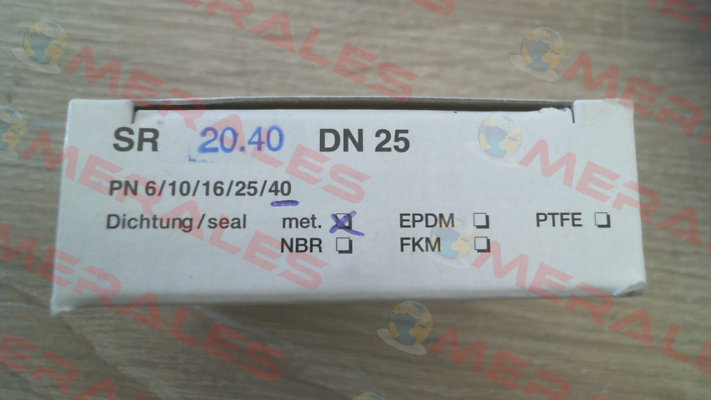 SR 20.40 DN 25
PN 6/10/16/25/40
Dichtung/seal met. ☒ EPDM ☐ PTFE ☐
NBR ☐ FKM ☐
MERALES
MERALES
MERALES
MERALES
MERALES